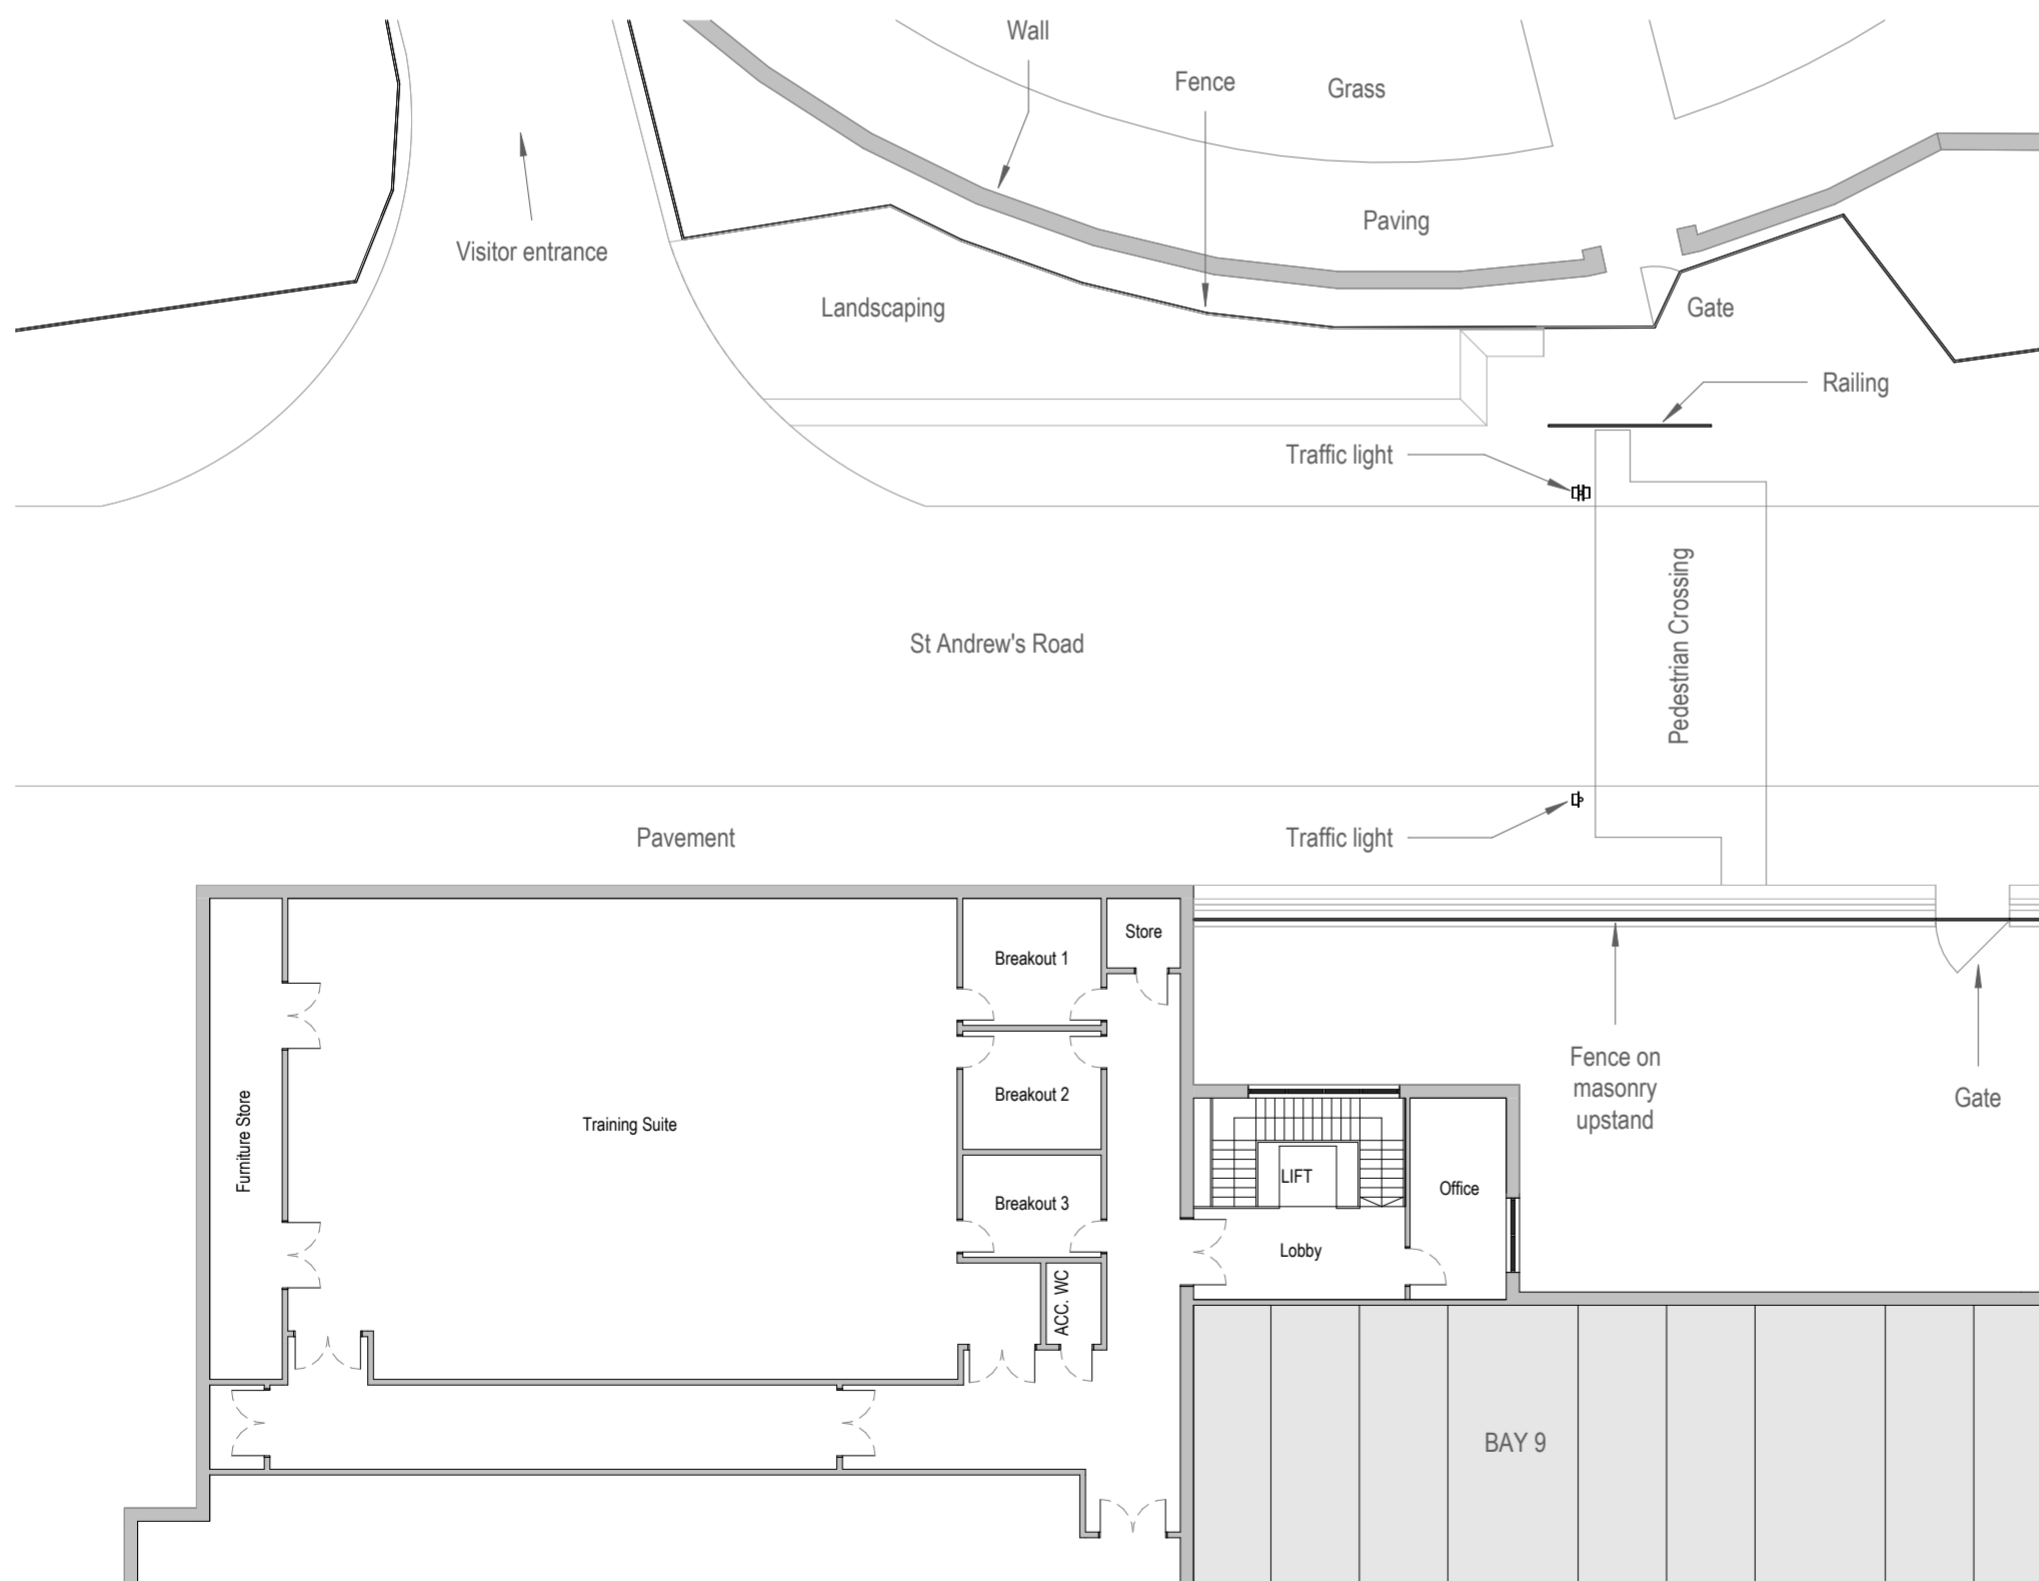 Wall
Fence
Grass
Paving
Visitor entrance
Landscaping
Gate
Railing
Traffic light
St Andrew's Road
Pedestrian Crossing
Pavement
Traffic light
Store
Breakout 1
Fence on
masonry
upstand
Gate
Breakout 2
Training Suite
Furniture Store
LIFT
Office
Breakout 3
Lobby
ACC. WC
BAY 9